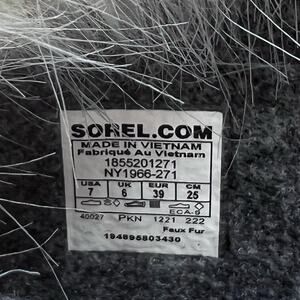 SOREL.COM
MADE IN VIETNAM
Fabriqué Au Vietnam
1855201271
NY1966-271
USA UK EUR CM
7 6 39 25
ECA-9
40027 PKN 1221 222
Faux Fur
194895803430